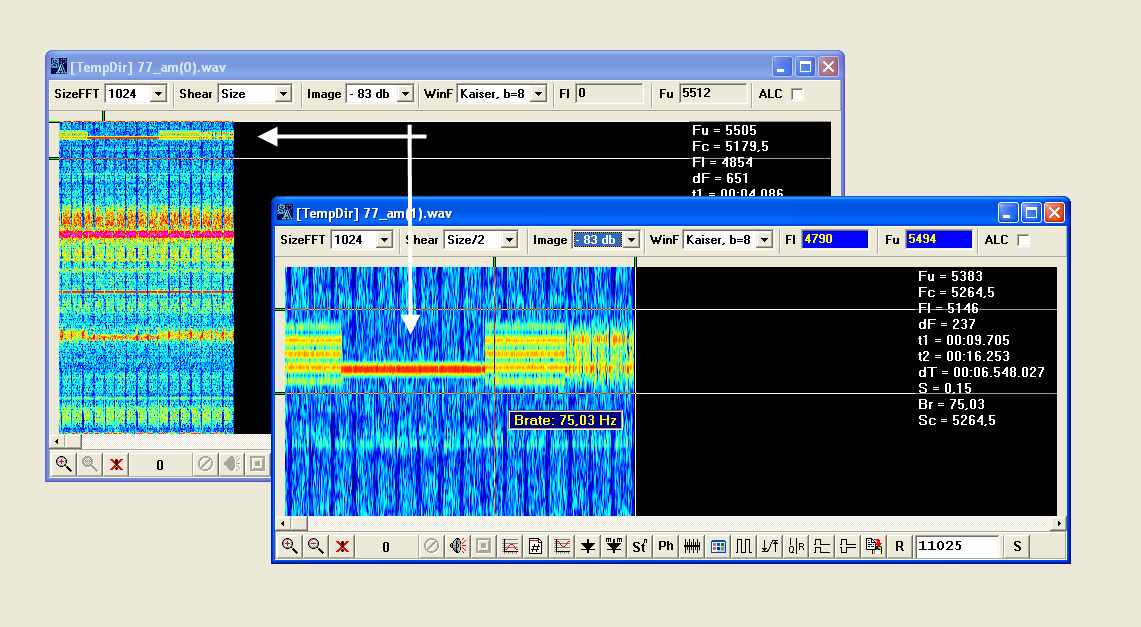 [TempDir] 77_am(0).wav
SizeFFT 1024 Shear Size Image - 83 db WinF Kaiser, b=8 Fl 0 Fu 5512 ALC
Fu = 5505
Fc = 5179,5
Fl = 4854
dF = 651
t1 = 00:04.086
0
[TempDir] 77_am(1).wav
SizeFFT 1024 Shear Size/2 Image - 83 db WinF Kaiser, b=8 Fl 4790 Fu 5494 ALC
Fu = 5383
Fc = 5264,5
Fl = 5146
dF = 237
t1 = 00:09.705
t2 = 00:16.253
dT = 00:06.548.027
S = 0,15
Br = 75,03
Sc = 5264,5
Brate: 75,03 Hz
0 Ph R 11025 S